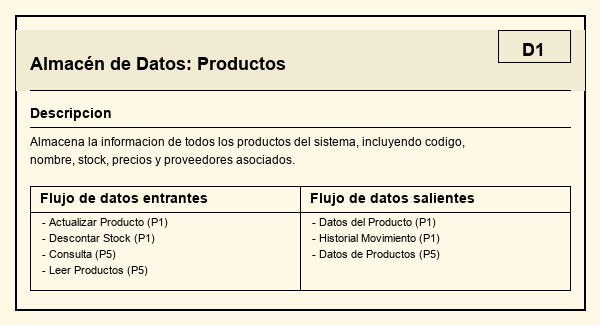 D1
Almacén de Datos: Productos
Descripcion
Almacena la informacion de todos los productos del sistema, incluyendo codigo,
nombre, stock, precios y proveedores asociados.
Flujo de datos entrantes
- Actualizar Producto (P1)
- Descontar Stock (P1)
- Consulta (P5)
- Leer Productos (P5)
Flujo de datos salientes
- Datos del Producto (P1)
- Historial Movimiento (P1)
- Datos de Productos (P5)